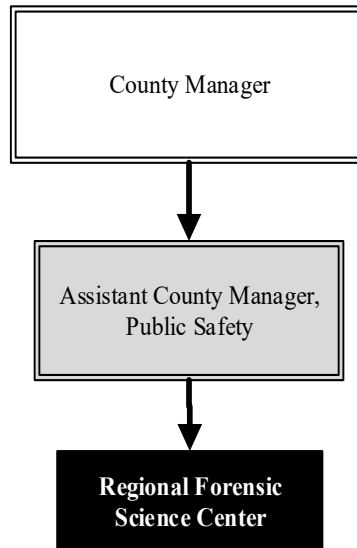 County Manager
Assistant County Manager,
Public Safety
Regional Forensic
Science Center